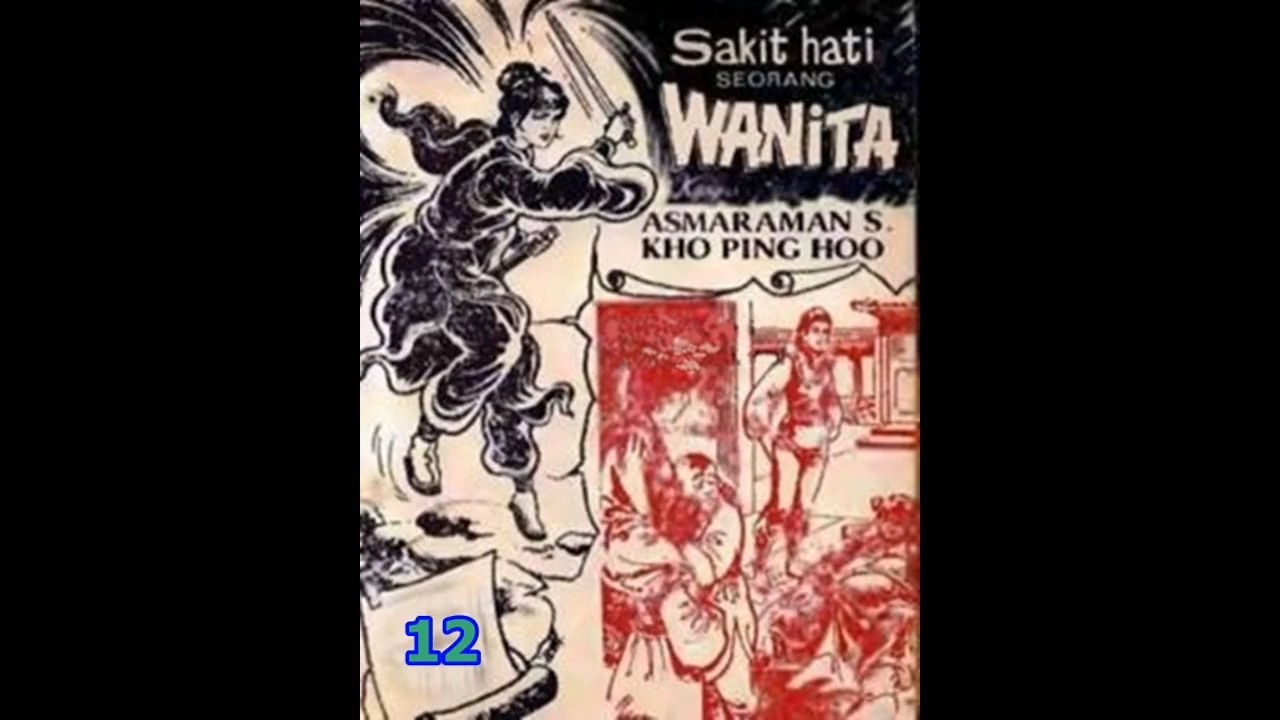 Sakit hati
SEORANG
WANiTA
ASMARAMAN S.
KHO PING HOO
12